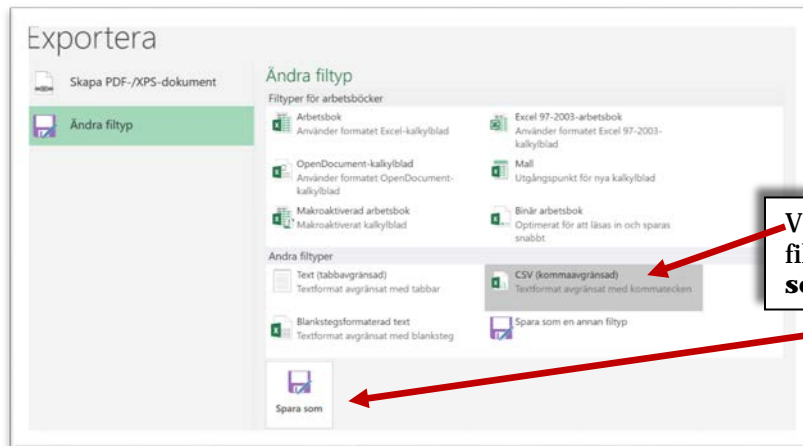 Exportera
Skapa PDF-/XPS-dokument
Ändra filtyp
Ändra filtyp
Filtyper för arbetsböcker
Arbetsbok
Använder formatet Excel-kalkylblad
Excel 97-2003-arbetsbok
Använder formatet Excel 97-2003-
kalkylblad
OpenDocument-kalkylblad
Använder formatet OpenDocument-
kalkylblad
Mall
Utgångspunkt för nya kalkylblad
Makroaktiverad arbetsbok
Makroaktiverat kalkylblad
Binär arbetsbok
Optimerat för att läsas in och sparas
snabbt
Andra filtyper
Text (tabbavgränsad)
Textformat avgränsat med tabbar
CSV (kommaavgränsad)
Textformat avgränsat med kommatecken
Blankstegsformaterad text
Textformat avgränsat med blanksteg
Spara som en annan filtyp
Spara som